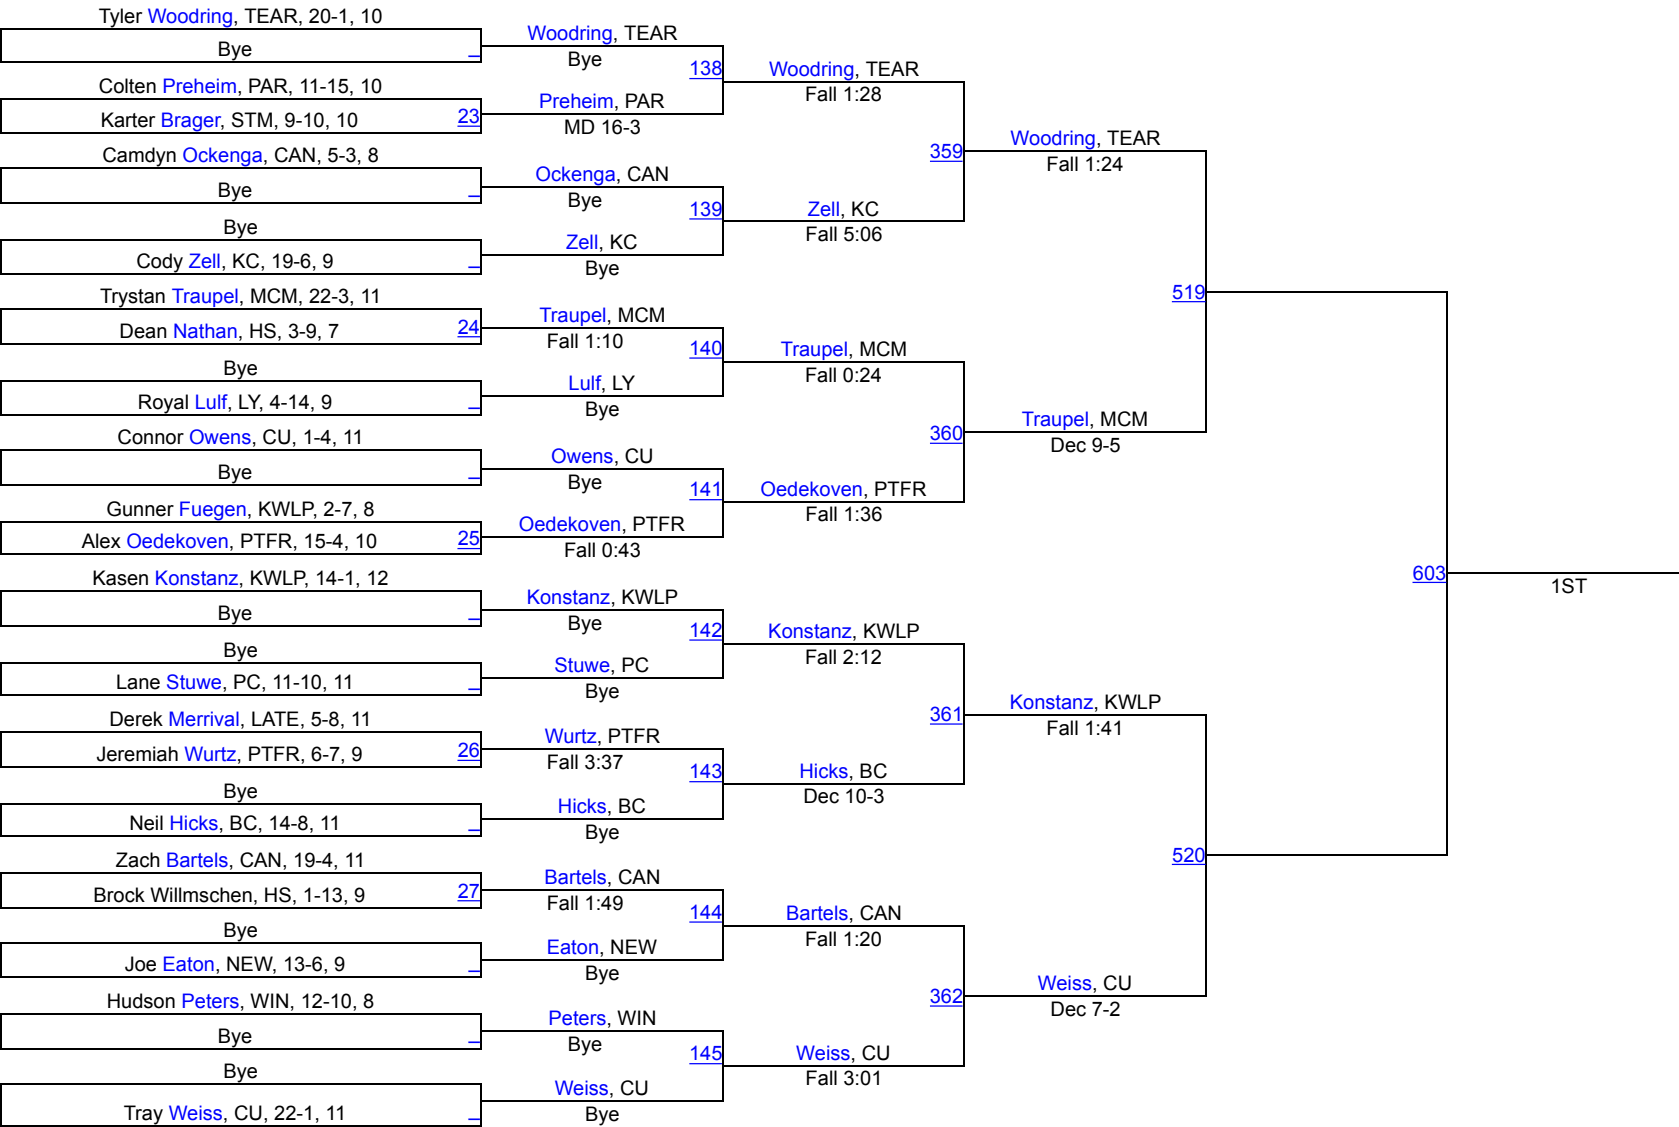 Tyler Woodring, TEAR, 20-1, 10
Bye
Colten Preheim, PAR, 11-15, 10
Karter Brager, STM, 9-10, 10
23
Camdyn Ockenga, CAN, 5-3, 8
Bye
Bye
Cody Zell, KC, 19-6, 9
Trystan Traupel, MCM, 22-3, 11
Dean Nathan, HS, 3-9, 7
24
Bye
Royal Lulf, LY, 4-14, 9
Connor Owens, CU, 1-4, 11
Bye
Gunner Fuegen, KWLP, 2-7, 8
Alex Oedekoven, PTFR, 15-4, 10
25
Kasen Konstanz, KWLP, 14-1, 12
Bye
Bye
Lane Stuwe, PC, 11-10, 11
Derek Merrival, LATE, 5-8, 11
Jeremiah Wurtz, PTFR, 6-7, 9
26
Bye
Neil Hicks, BC, 14-8, 11
Zach Bartels, CAN, 19-4, 11
Brock Willmschen, HS, 1-13, 9
27
Bye
Joe Eaton, NEW, 13-6, 9
Hudson Peters, WIN, 12-10, 8
Bye
Bye
Tray Weiss, CU, 22-1, 11
Woodring, TEAR
Bye
138
Preheim, PAR
MD 16-3
Ockenga, CAN
Bye
139
Zell, KC
Bye
Traupel, MCM
Fall 1:10
140
Lulf, LY
Bye
Owens, CU
Bye
141
Oedekoven, PTFR
Fall 0:43
Konstanz, KWLP
Bye
142
Stuwe, PC
Bye
Wurtz, PTFR
Fall 3:37
143
Hicks, BC
Bye
Bartels, CAN
Fall 1:49
144
Eaton, NEW
Bye
Peters, WIN
Bye
145
Weiss, CU
Bye
Woodring, TEAR
Fall 1:28
359
Zell, KC
Fall 5:06
Traupel, MCM
Fall 0:24
360
Oedekoven, PTFR
Fall 1:36
Konstanz, KWLP
Fall 2:12
361
Hicks, BC
Dec 10-3
Bartels, CAN
Fall 1:20
362
Weiss, CU
Fall 3:01
Woodring, TEAR
Fall 1:24
519
Traupel, MCM
Dec 9-5
Konstanz, KWLP
Fall 1:41
520
Weiss, CU
Dec 7-2
603
1ST